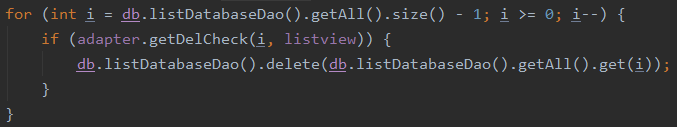 for (int i = db.listDatabaseDao().getAll().size() - 1; i >= 0; i--) {
if (adapter.getDelCheck(i, listview)) {
db.listDatabaseDao().delete(db.listDatabaseDao().getAll().get(i));
}
}